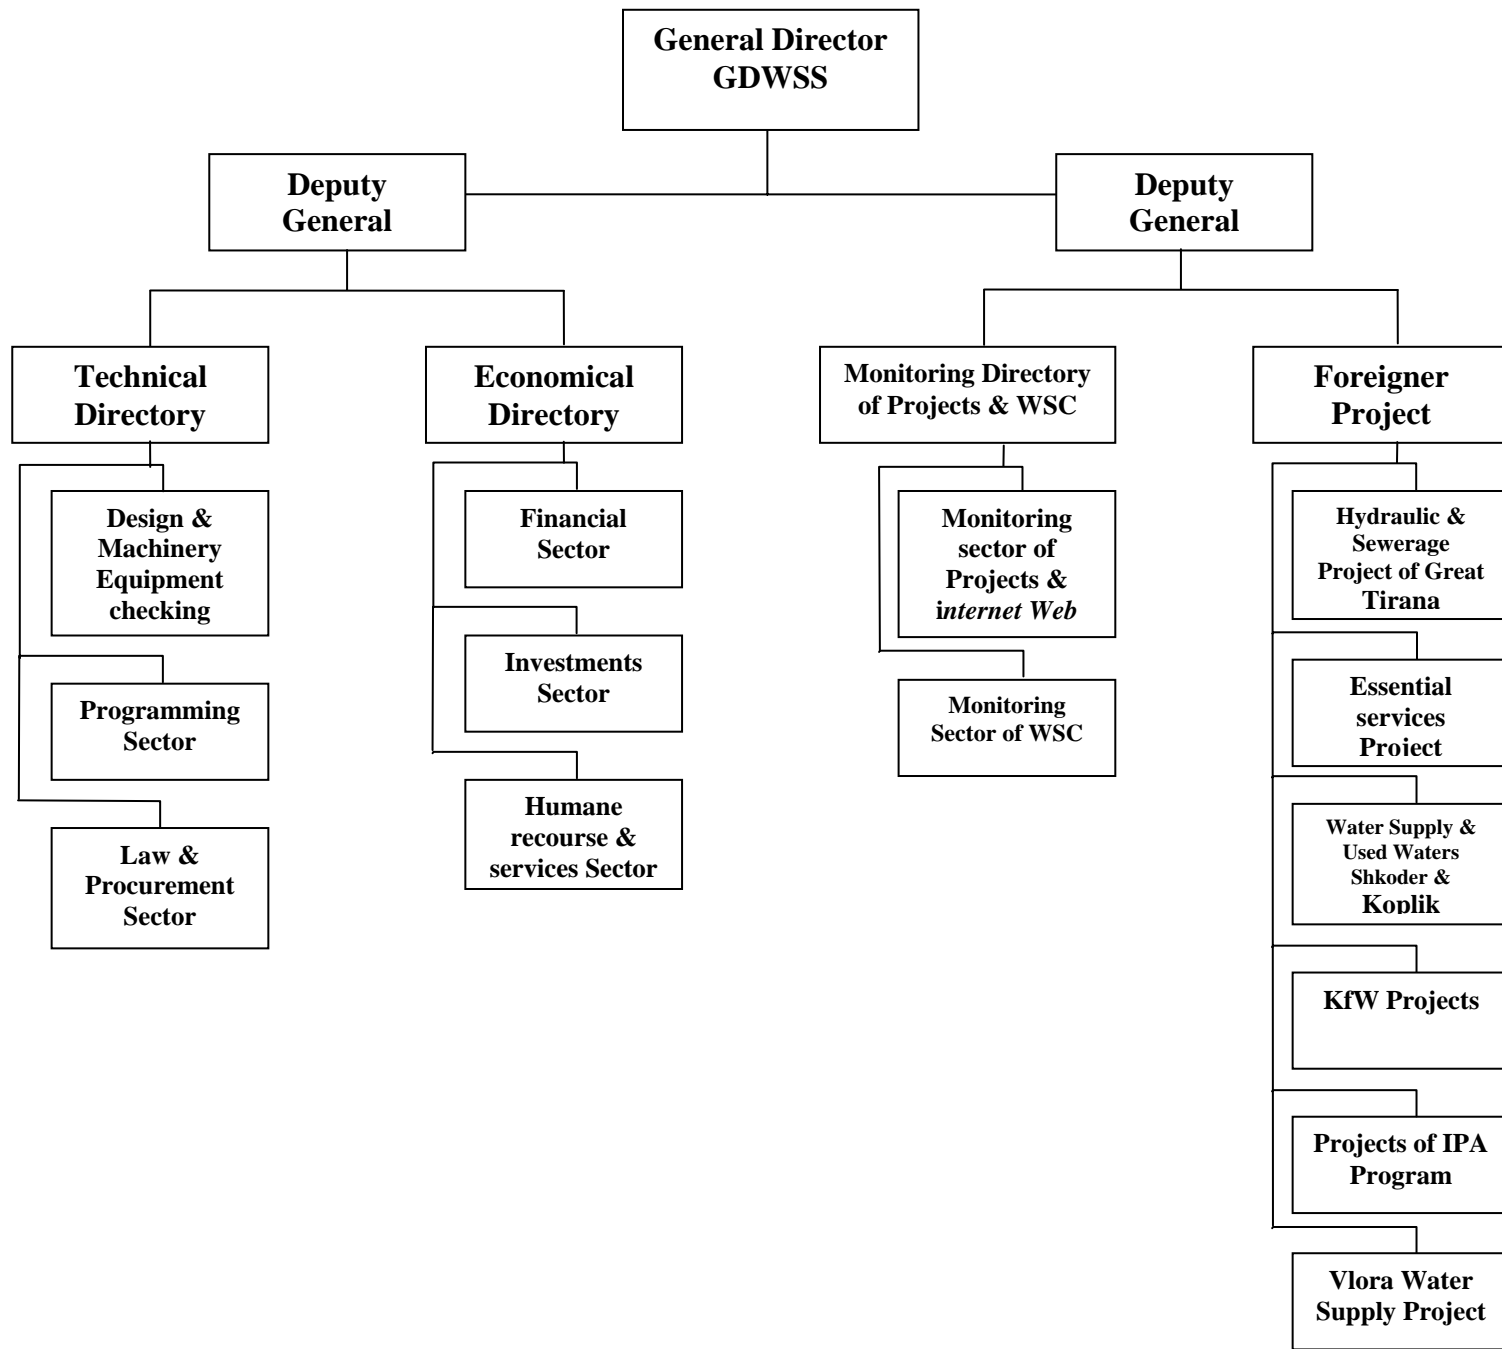 General Director
GDWSS
Deputy
General
Deputy
General
Technical
Directory
Economical
Directory
Monitoring Directory
of Projects & WSC
Foreigner
Project
Design &
Machinery
Equipment
checking
Programming
Sector
Law &
Procurement
Sector
Financial
Sector
Investments
Sector
Humane
recourse &
services Sector
Monitoring
sector of
Projects &
internet Web
Monitoring
Sector of WSC
Hydraulic &
Sewerage
Project of Great
Tirana
Essential
services
Project
Water Supply &
Used Waters
Shkoder &
Koplik
KfW Projects
Projects of IPA
Program
Vlora Water
Supply Project